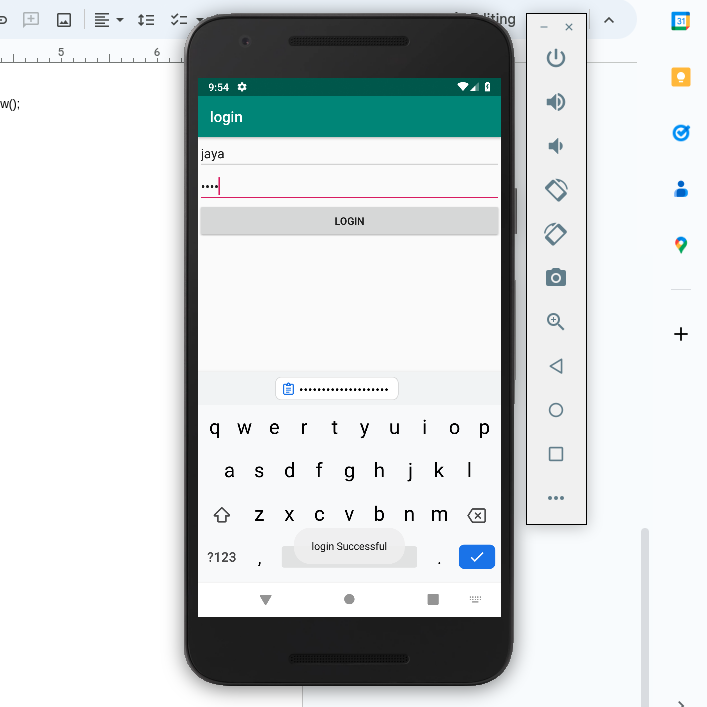 Editing
5
6
w();
9:54
login
jaya
••••
LOGIN
••••••••••••••••••••
q w e r t y u i o p
a s d f g h j k l
z x c v b n m
login Successful
?123 , .
31